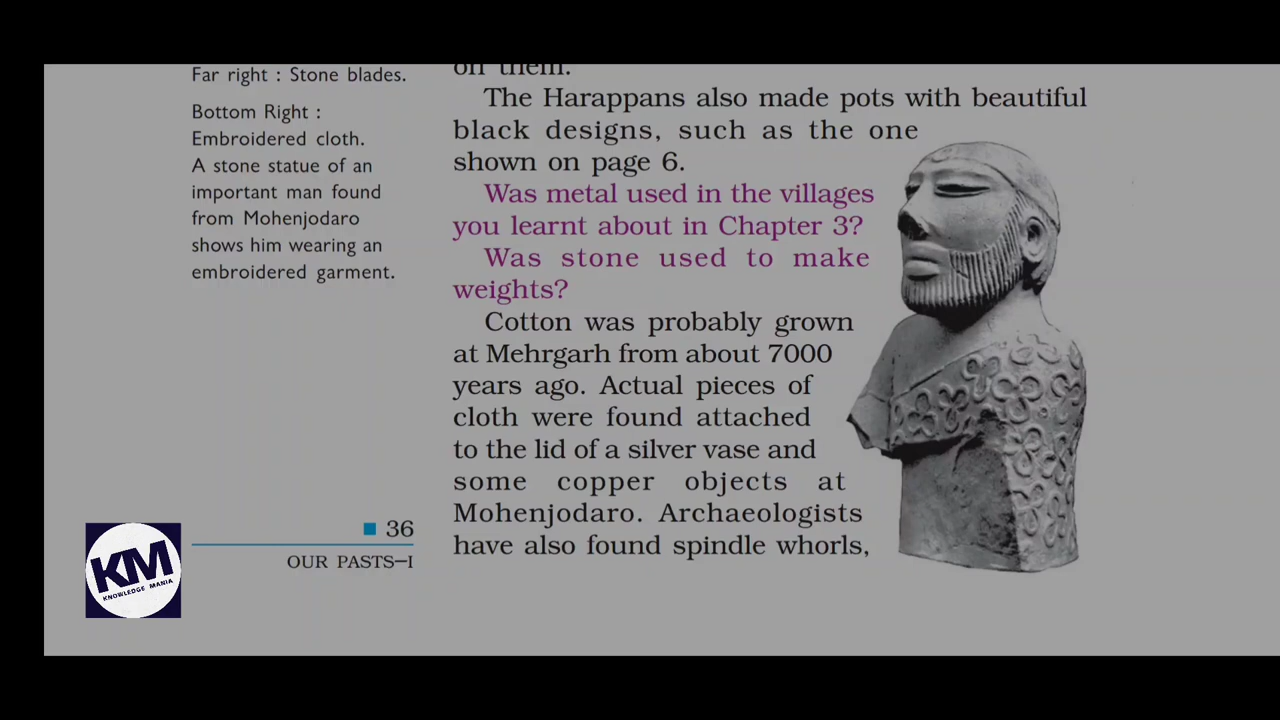 Far right : Stone blades.
Bottom Right :
Embroidered cloth.
A stone statue of an
important man found
from Mohenjodaro
shows him wearing an
embroidered garment.
36
OUR PASTS–I
on them.
The Harappans also made pots with beautiful
black designs, such as the one
shown on page 6.
Was metal used in the villages
you learnt about in Chapter 3?
Was stone used to make
weights?
Cotton was probably grown
at Mehrgarh from about 7000
years ago. Actual pieces of
cloth were found attached
to the lid of a silver vase and
some copper objects at
Mohenjodaro. Archaeologists
have also found spindle whorls,
KM
KNOWLEDGE MANIA